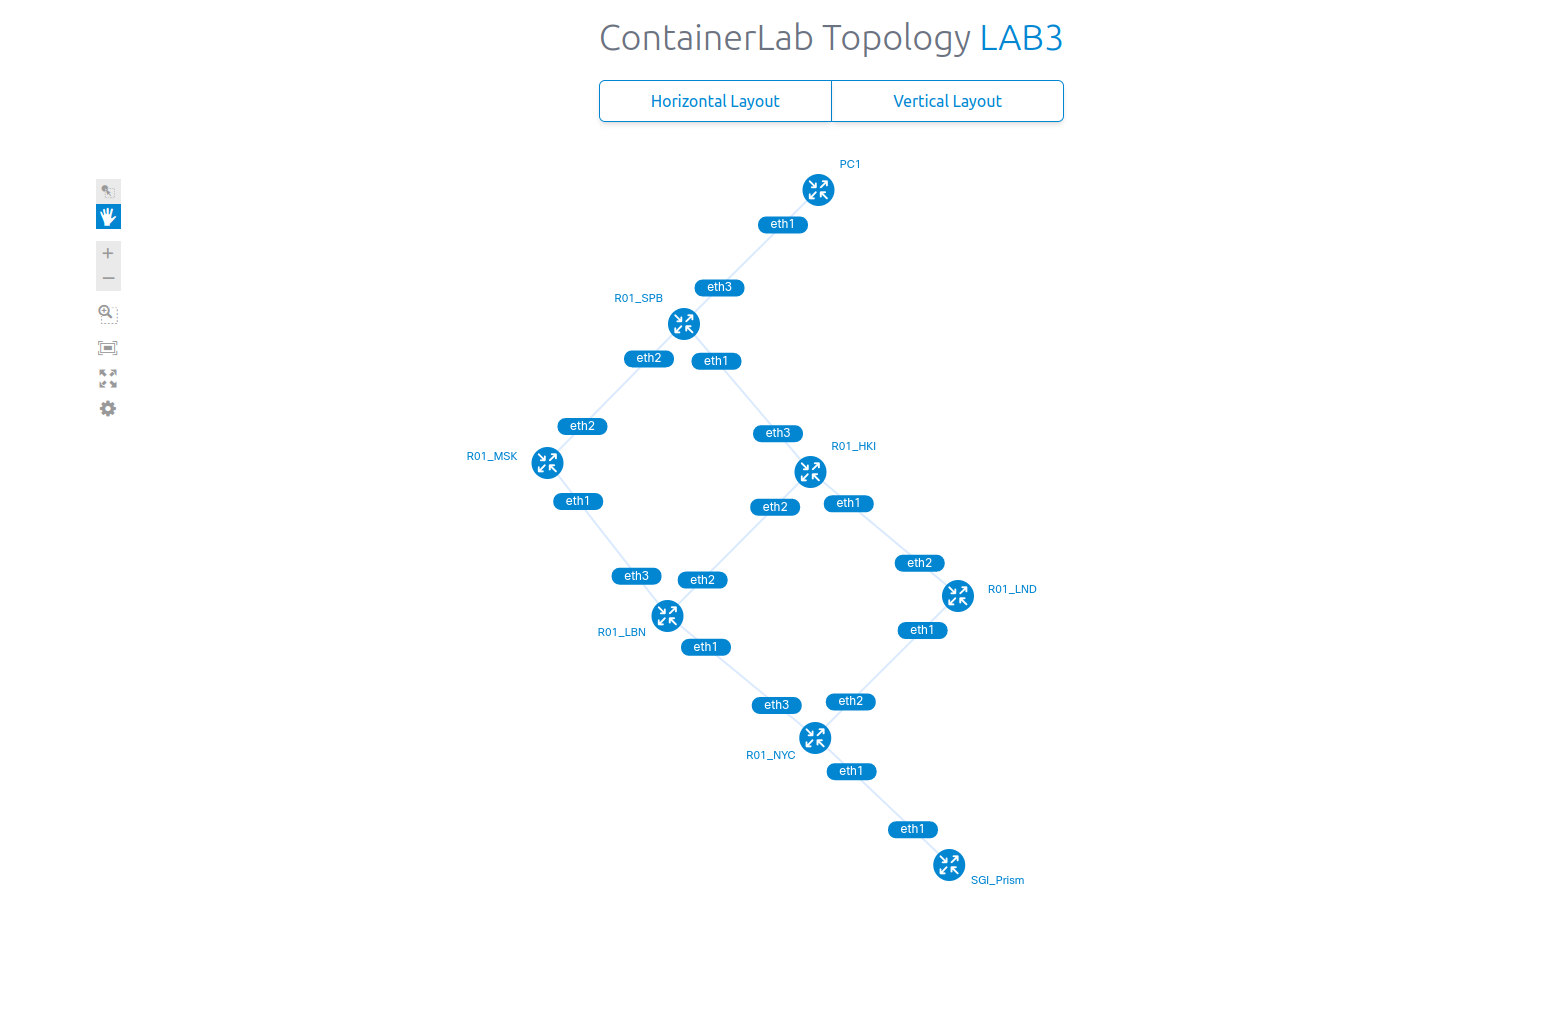 ContainerLab Topology LAB3
Horizontal Layout
Vertical Layout
PC1
eth1
eth3
R01_SPB
eth2
eth1
eth2
eth3
R01_HKI
R01_MSK
eth1
eth2
eth1
eth2
eth3
eth2
R01_LND
R01_LBN
eth1
eth1
eth3
eth2
R01_NYC
eth1
eth1
SGI_Prism